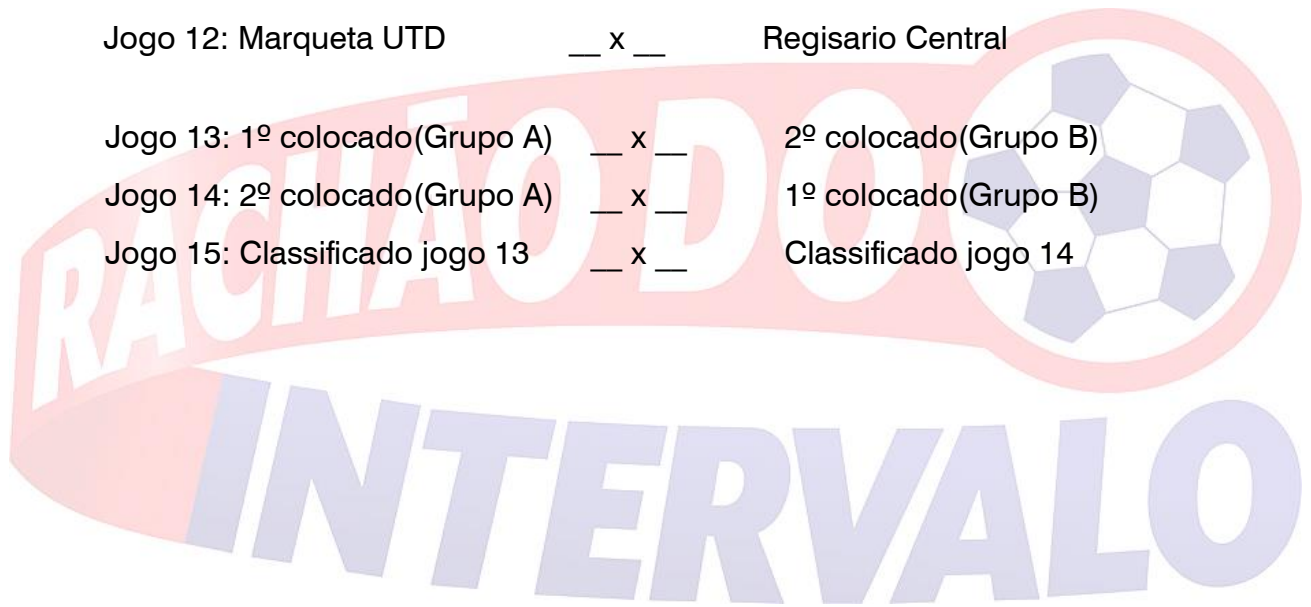 Jogo 12: Marqueta UTD __ x __ Regisario Central
Jogo 13: 1º colocado(Grupo A) __ x __ 2º colocado(Grupo B)
Jogo 14: 2º colocado(Grupo A) __ x __ 1º colocado(Grupo B)
Jogo 15: Classificado jogo 13 __ x __ Classificado jogo 14
RACHÃO DO
INTERVALO